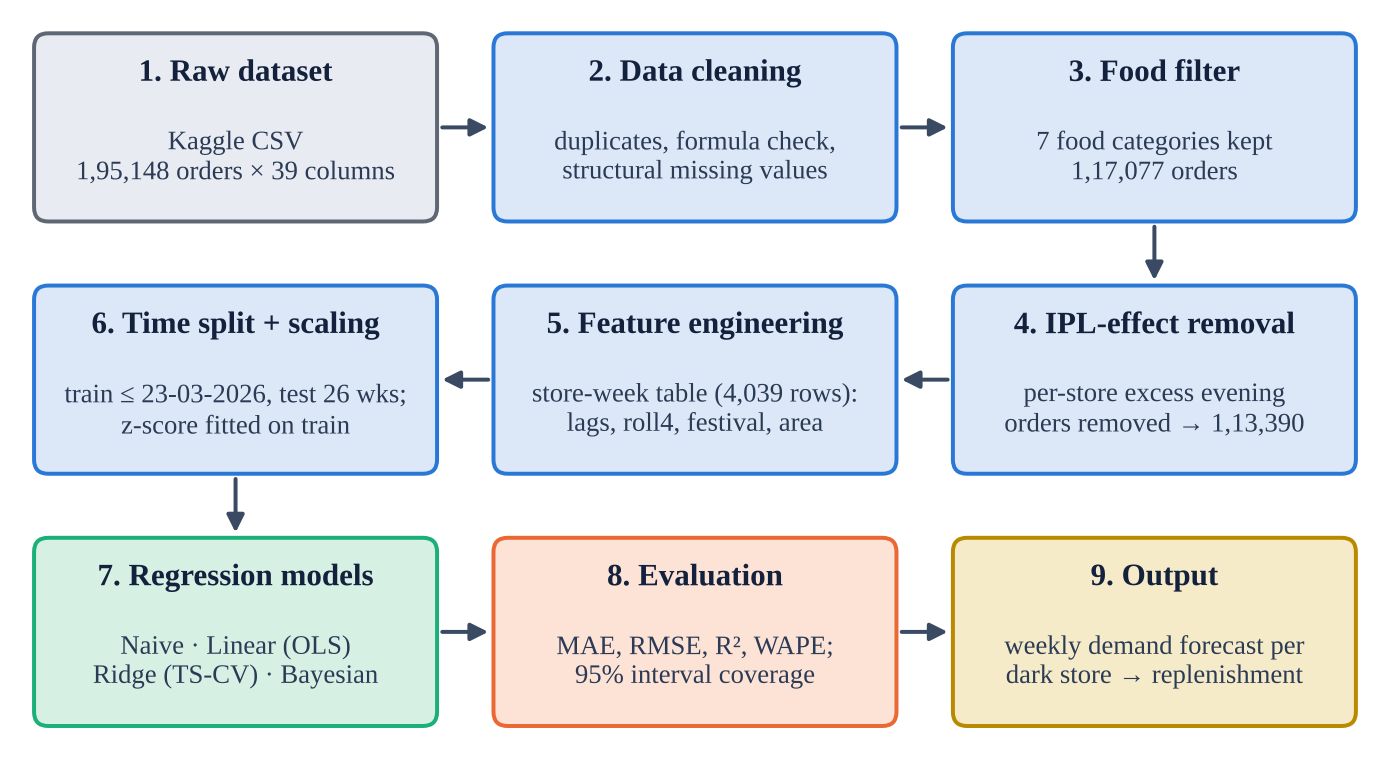 1. Raw dataset
Kaggle CSV
1,95,148 orders × 39 columns
2. Data cleaning
duplicates, formula check,
structural missing values
3. Food filter
7 food categories kept
1,17,077 orders
4. IPL-effect removal
per-store excess evening
orders removed → 1,13,390
5. Feature engineering
store-week table (4,039 rows):
lags, roll4, festival, area
6. Time split + scaling
train ≤ 23-03-2026, test 26 wks;
z-score fitted on train
7. Regression models
Naive · Linear (OLS)
Ridge (TS-CV) · Bayesian
8. Evaluation
MAE, RMSE, R², WAPE;
95% interval coverage
9. Output
weekly demand forecast per
dark store → replenishment